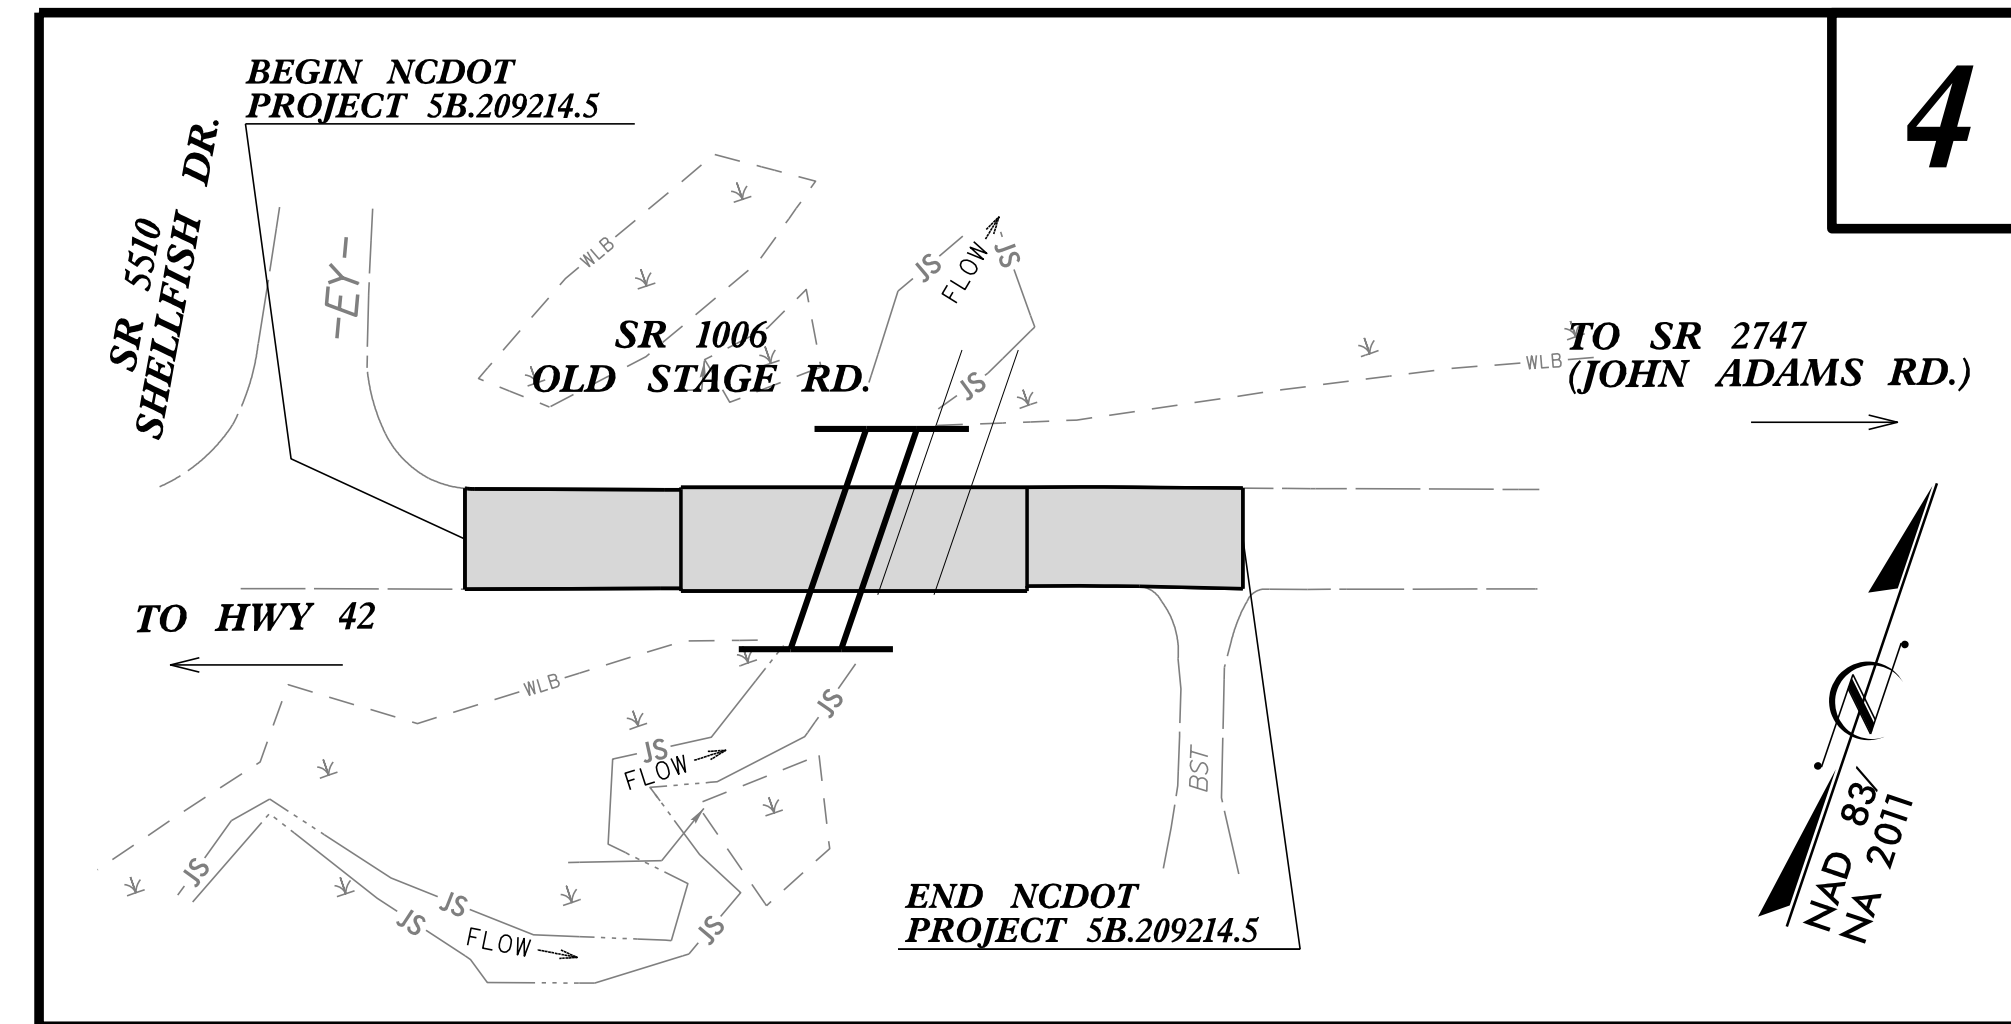 4
BEGIN NCDOT
PROJECT 5B.209214.5
SR 5510
SHELLFISH DR.
-EY-
WLB
JS
FLOW
JS
SR 1006
OLD STAGE RD.
JS
WLB
TO SR 2747
(JOHN ADAMS RD.)
TO HWY 42
WLB
JS
JS
FLOW
BST
JS
JS
JS
JS
FLOW
END NCDOT
PROJECT 5B.209214.5
N
NAD 83/
NA 2011